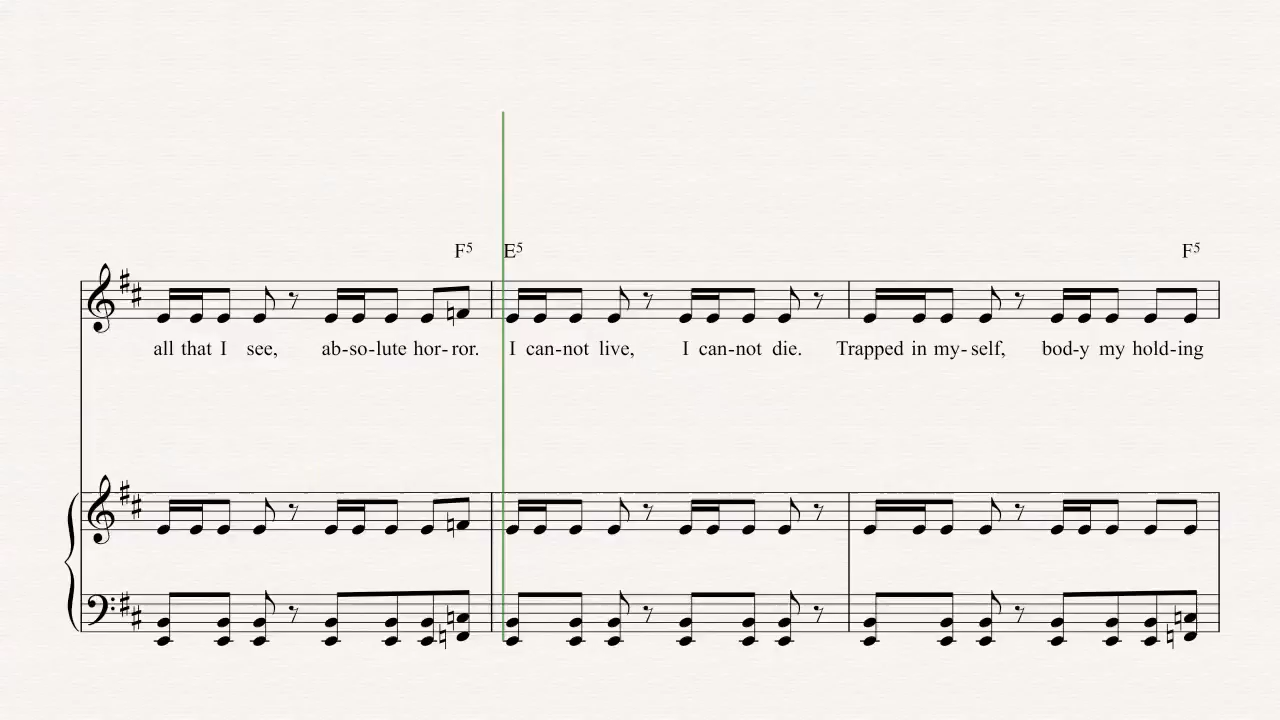 F5 E5 F5
all that I see, ab-so-lute hor-ror. I can-not live, I can-not die. Trapped in my-self, bod-y my hold-ing